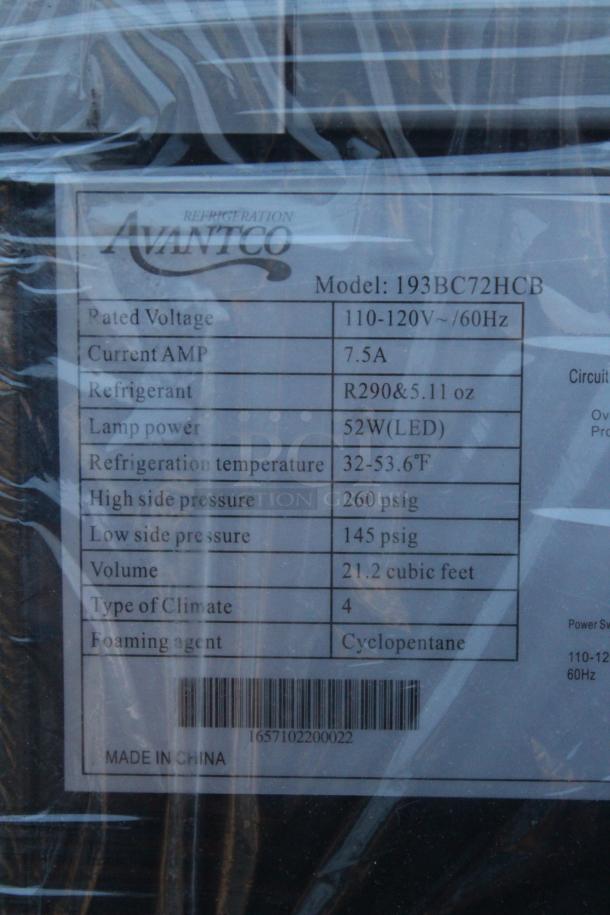 REFRIGERATION
AVANTCO
Model: 193BC72HCB
Rated Voltage 110-120V~/60Hz
Current AMP 7.5A
Circuit
Refrigerant R290&5.11 oz
Lamp power 52W(LED)
Refrigeration temperature 32-53.6°F
High side pressure 260 psig
Low side pressure 145 psig
Volume 21.2 cubic feet
Type of Climate 4
Foaming agent Cyclopentane
Power Sw
110-12
60Hz
1657102200022
MADE IN CHINA